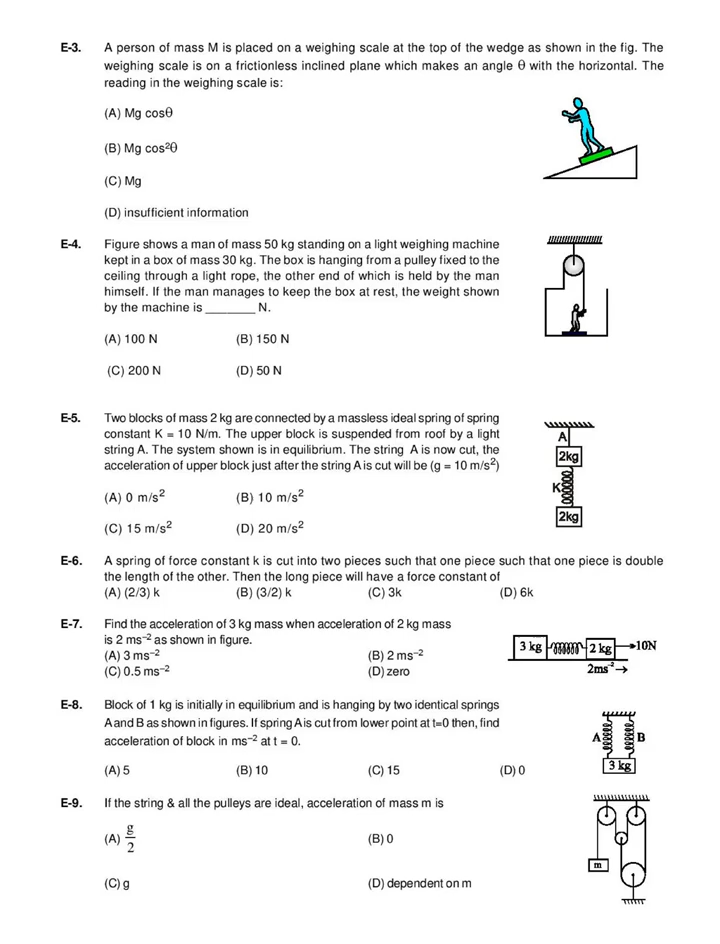 E-3. A person of mass M is placed on a weighing scale at the top of the wedge as shown in the fig. The
weighing scale is on a frictionless inclined plane which makes an angle θ with the horizontal. The
reading in the weighing scale is:
(A) Mg cosθ
(B) Mg cos²θ
(C) Mg
(D) insufficient information
E-4. Figure shows a man of mass 50 kg standing on a light weighing machine
kept in a box of mass 30 kg. The box is hanging from a pulley fixed to the
ceiling through a light rope, the other end of which is held by the man
himself. If the man manages to keep the box at rest, the weight shown
by the machine is _______ N.
(A) 100 N (B) 150 N
(C) 200 N (D) 50 N
E-5. Two blocks of mass 2 kg are connected by a massless ideal spring of spring
constant K = 10 N/m. The upper block is suspended from roof by a light
string A. The system shown is in equilibrium. The string A is now cut, the
acceleration of upper block just after the string A is cut will be (g = 10 m/s²)
(A) 0 m/s² (B) 10 m/s²
(C) 15 m/s² (D) 20 m/s²
A
2kg
K
2kg
E-6. A spring of force constant k is cut into two pieces such that one piece such that one piece is double
the length of the other. Then the long piece will have a force constant of
(A) (2/3) k (B) (3/2) k (C) 3k (D) 6k
E-7. Find the acceleration of 3 kg mass when acceleration of 2 kg mass
is 2 ms⁻² as shown in figure.
(A) 3 ms⁻² (B) 2 ms⁻²
(C) 0.5 ms⁻² (D) zero
3 kg 2 kg 10N
2ms⁻²
E-8. Block of 1 kg is initially in equilibrium and is hanging by two identical springs
A and B as shown in figures. If spring A is cut from lower point at t=0 then, find
acceleration of block in ms⁻² at t = 0.
(A) 5 (B) 10 (C) 15 (D) 0
A B
3 kg
E-9. If the string & all the pulleys are ideal, acceleration of mass m is
(A) g/2 (B) 0
(C) g (D) dependent on m
m